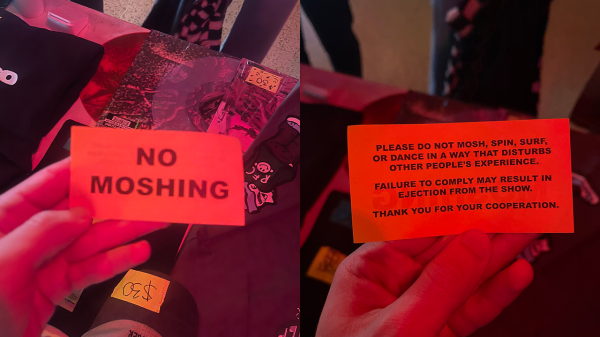 NO
MOSHING
$30
PLEASE DO NOT MOSH, SPIN, SURF,
OR DANCE IN A WAY THAT DISTURBS
OTHER PEOPLE'S EXPERIENCE.
FAILURE TO COMPLY MAY RESULT IN
EJECTION FROM THE SHOW.
THANK YOU FOR YOUR COOPERATION.